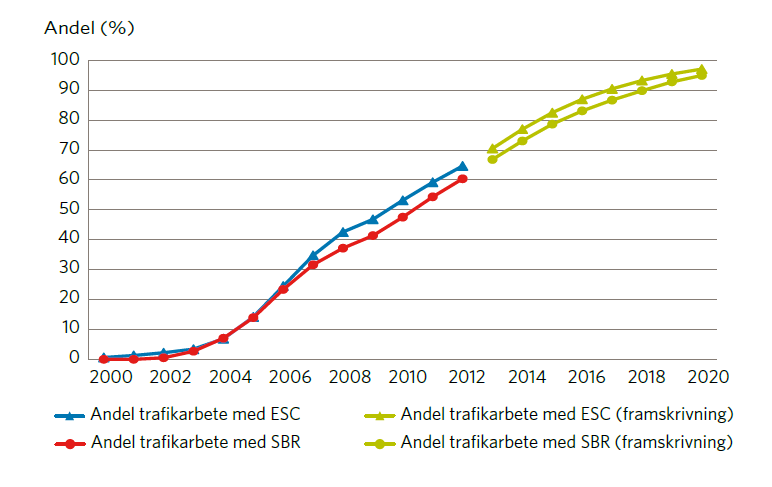 Andel (%)
100
90
80
70
60
50
40
30
20
10
0
2000 2002 2004 2006 2008 2010 2012 2014 2016 2018 2020
Andel trafikarbete med ESC Andel trafikarbete med ESC (framskrivning)
Andel trafikarbete med SBR Andel trafikarbete med SBR (framskrivning)